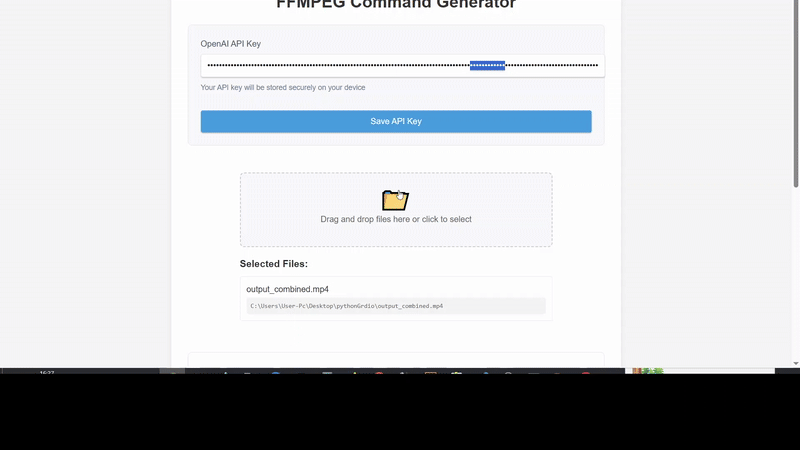 FFMPEG Command Generator
OpenAI API Key
Your API key will be stored securely on your device
Save API Key
Drag and drop files here or click to select
Selected Files:
output_combined.mp4
C:\Users\User-Pc\Desktop\pythonGrdio\output_combined.mp4